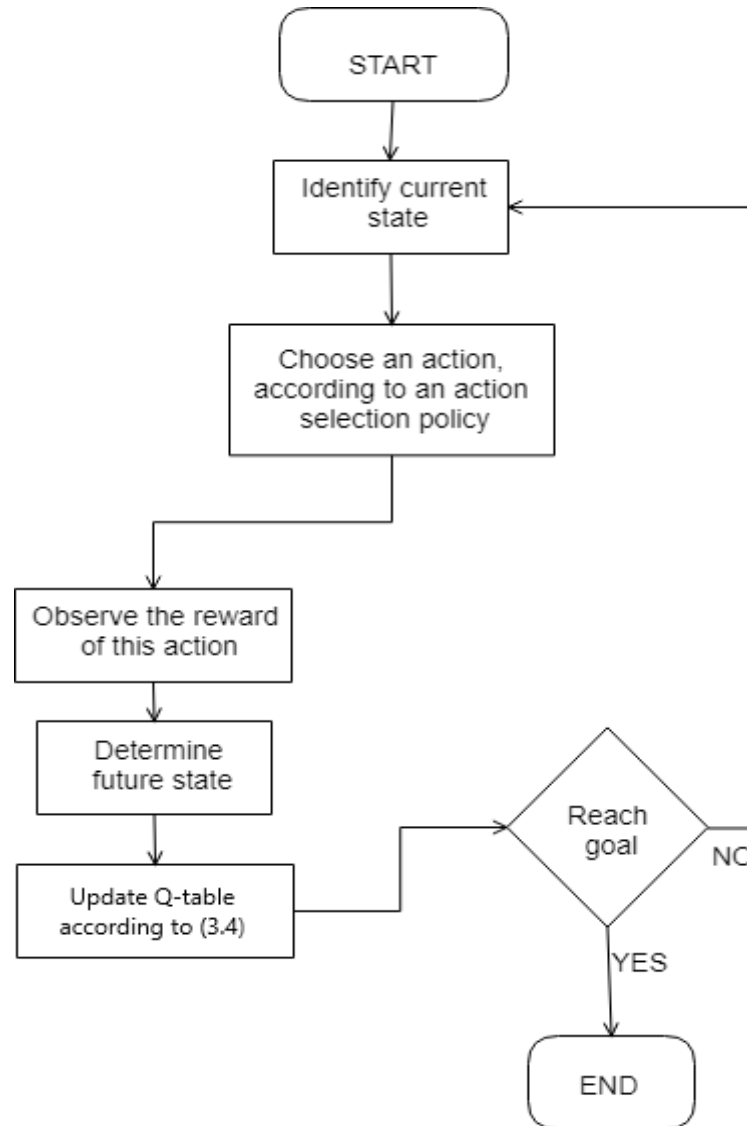 START
Identify current
state
Choose an action,
according to an action
selection policy
Observe the reward
of this action
Determine
future state
Update Q-table
according to (3.4)
Reach
goal
NO
YES
END